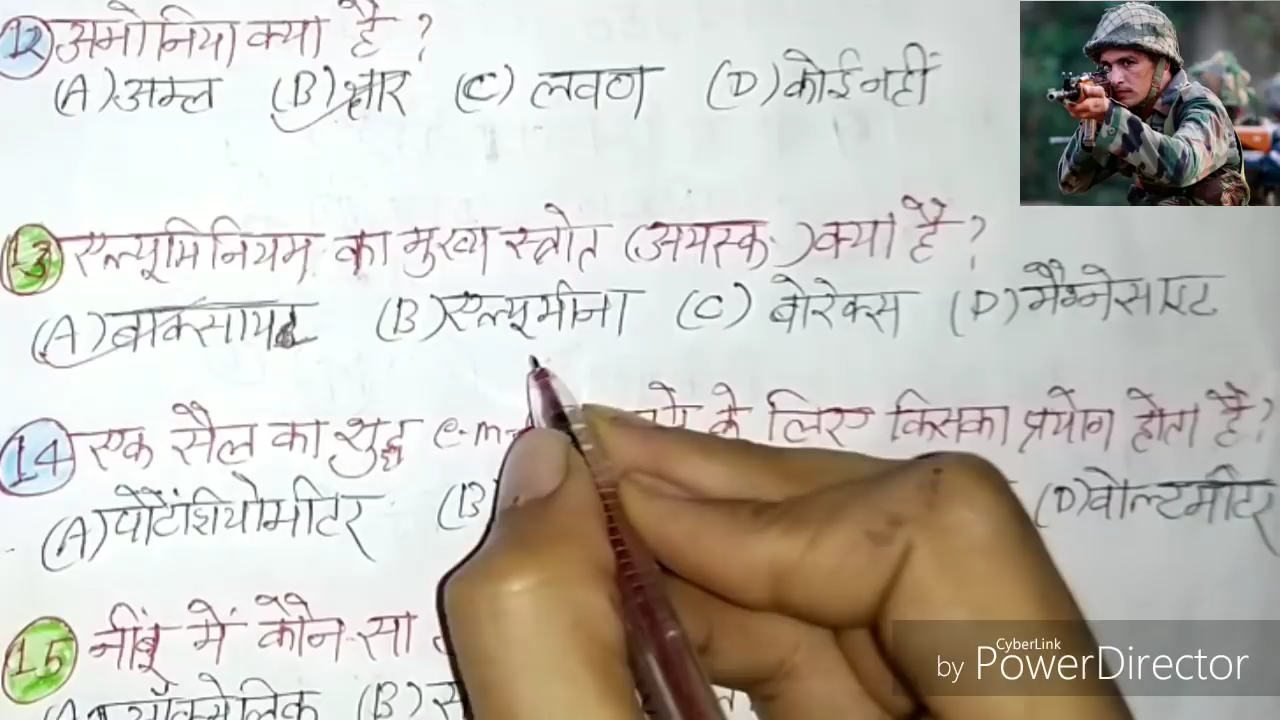 12 अमोनिया क्या है ?
(A) अम्ल (B) क्षार (C) लवण (D) कोई नहीं
13 एल्यूमिनियम का मुख्य स्त्रोत (अयस्क) क्या है ?
(A) बाक्साइट (B) एल्यूमीना (C) बोरेक्स (D) मैग्नेसाइट
14 एक सैल का शुद्ध e.m. के लिए किसका प्रयोग होता है ?
(A) पोटैंशियोमीटर (B) (D) वोल्टमीटर
15 नींबू में कौन-सा
(A) ऑक्सेलिक (B)
CyberLink
by PowerDirector